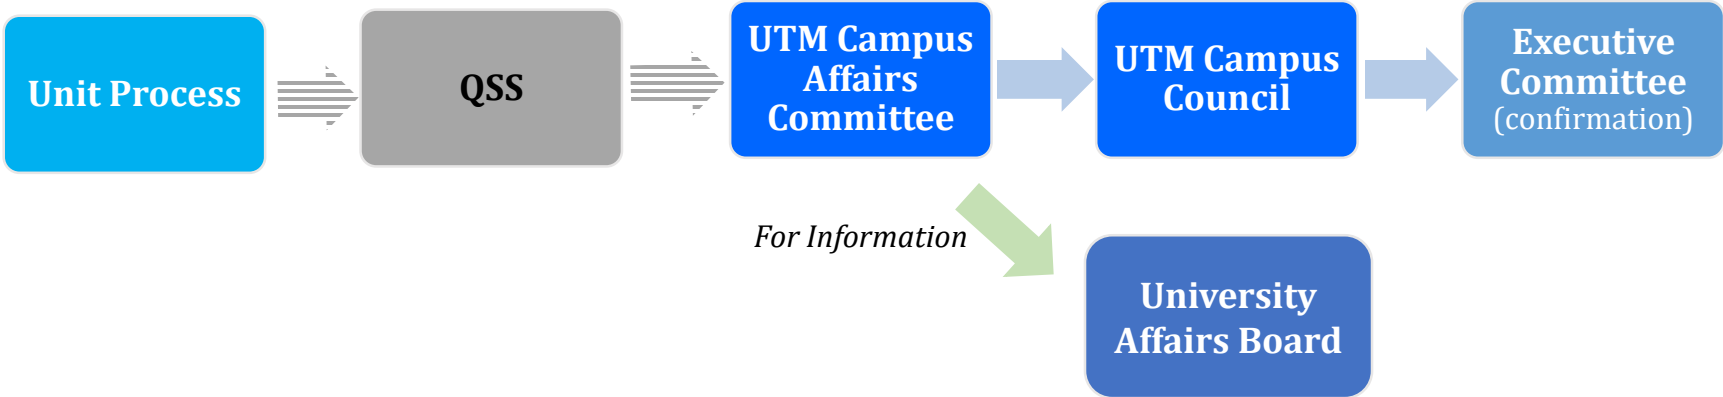 Unit Process
QSS
UTM Campus
Affairs
Committee
UTM Campus
Council
Executive
Committee
(confirmation)
For Information
University
Affairs Board